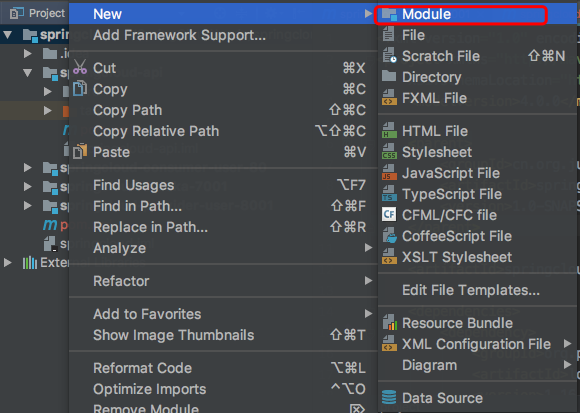 Project
springc
.id
sp
sp
sp
sp
p
sp
Exter
New
Add Framework Support...
Cut ⌘X
Copy ⌘C
Copy Path ⇧⌘C
Copy Relative Path ⌥⇧⌘C
Paste ⌘V
Find Usages ⌥F7
Find in Path... ⇧⌘F
Replace in Path... ⇧⌘R
Analyze
Refactor
Add to Favorites
Show Image Thumbnails ⇧⌘T
Reformat Code ⌥⌘L
Optimize Imports ^⌥O
Remove Module ⌦
Module
File
Scratch File ⇧⌘N
Directory
FXML File
HTML File
Stylesheet
JavaScript File
TypeScript File
CFML/CFC file
CoffeeScript File
XSLT Stylesheet
Edit File Templates...
Resource Bundle
XML Configuration File
Diagram
Data Source